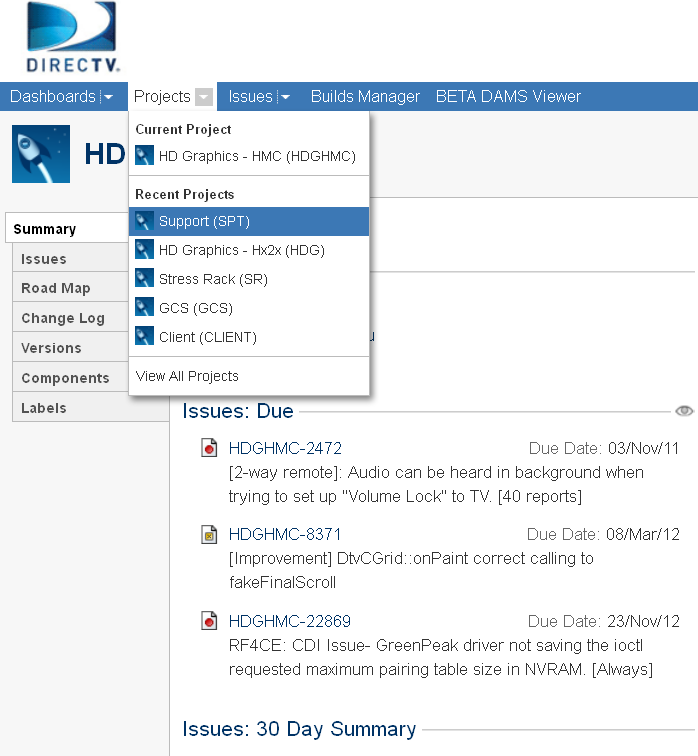 DIRECTV.
Dashboards Projects Issues Builds Manager BETA DAMS Viewer
HD
Current Project
HD Graphics - HMC (HDGHMC)
Recent Projects
Support (SPT)
HD Graphics - Hx2x (HDG)
Stress Rack (SR)
GCS (GCS)
Client (CLIENT)
View All Projects
Summary
Issues
Road Map
Change Log
Versions
Components
Labels
Issues: Due
HDGHMC-2472 Due Date: 03/Nov/11
[2-way remote]: Audio can be heard in background when
trying to set up "Volume Lock" to TV. [40 reports]
HDGHMC-8371 Due Date: 08/Mar/12
[Improvement] DtvCGrid::onPaint correct calling to
fakeFinalScroll
HDGHMC-22869 Due Date: 23/Nov/12
RF4CE: CDI Issue- GreenPeak driver not saving the ioctl
requested maximum pairing table size in NVRAM. [Always]
Issues: 30 Day Summary